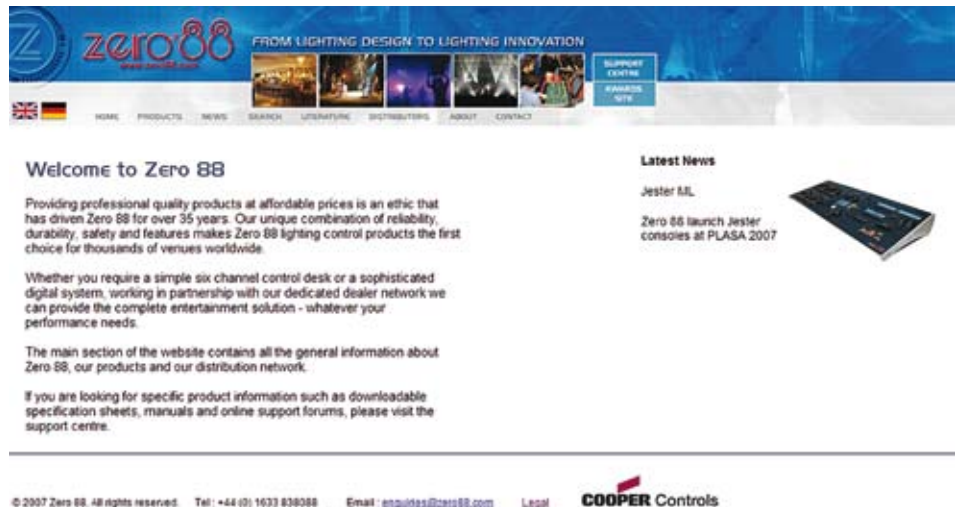 zero 88
www.zero88.com
FROM LIGHTING DESIGN TO LIGHTING INNOVATION
SUPPORT
CENTRE
AWARDS
SITE
HOME PRODUCTS NEWS SEARCH LITERATURE DISTRIBUTORS ABOUT CONTACT
Welcome to Zero 88
Providing professional quality products at affordable prices is an ethic that
has driven Zero 88 for over 35 years. Our unique combination of reliability,
durability, safety and features makes Zero 88 lighting control products the first
choice for thousands of venues worldwide.
Whether you require a simple six channel control desk or a sophisticated
digital system, working in partnership with our dedicated dealer network we
can provide the complete entertainment solution - whatever your
performance needs.
The main section of the website contains all the general information about
Zero 88, our products and our distribution network.
If you are looking for specific product information such as downloadable
specification sheets, manuals and online support forums, please visit the
support centre.
Latest News
Jester ML
Zero 88 launch Jester
consoles at PLASA 2007
© 2007 Zero 88. All rights reserved. Tel : +44 (0) 1633 838088 Email : enquiries@zero88.com Legal
COOPER Controls